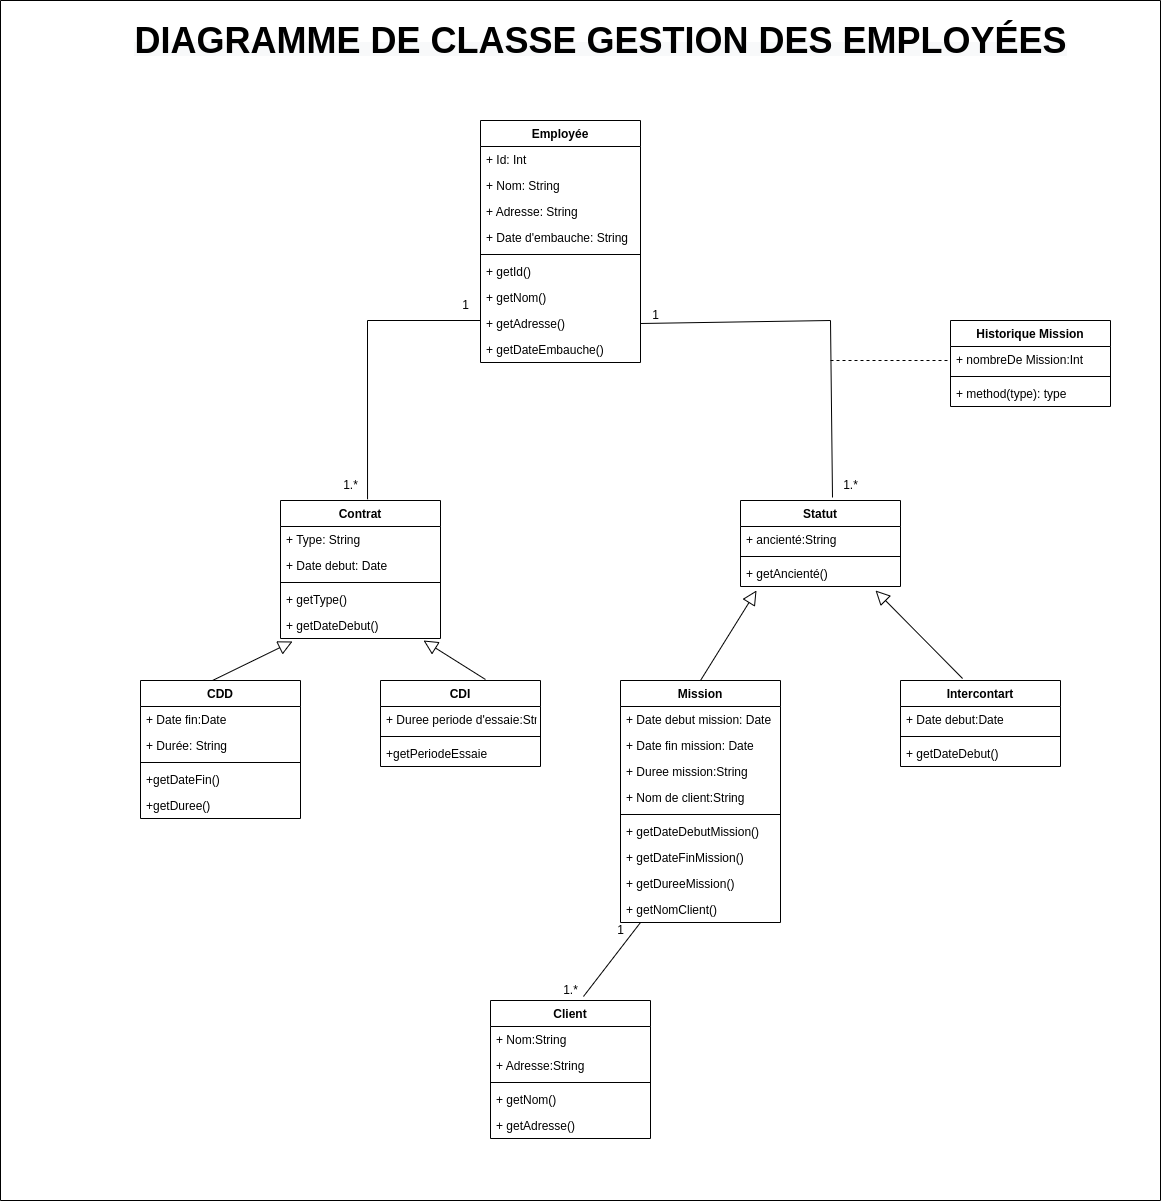 DIAGRAMME DE CLASSE GESTION DES EMPLOYÉES
Employée
+ Id: Int
+ Nom: String
+ Adresse: String
+ Date d'embauche: String
+ getId()
+ getNom()
+ getAdresse()
+ getDateEmbauche()
1
1
Historique Mission
+ nombreDe Mission:Int
+ method(type): type
1.*
1.*
Contrat
+ Type: String
+ Date debut: Date
+ getType()
+ getDateDebut()
Statut
+ ancienté:String
+ getAncienté()
CDD
+ Date fin:Date
+ Durée: String
+getDateFin()
+getDuree()
CDI
+ Duree periode d'essaie:Str
+getPeriodeEssaie
Mission
+ Date debut mission: Date
+ Date fin mission: Date
+ Duree mission:String
+ Nom de client:String
+ getDateDebutMission()
+ getDateFinMission()
+ getDureeMission()
+ getNomClient()
Intercontart
+ Date debut:Date
+ getDateDebut()
1
1.*
Client
+ Nom:String
+ Adresse:String
+ getNom()
+ getAdresse()